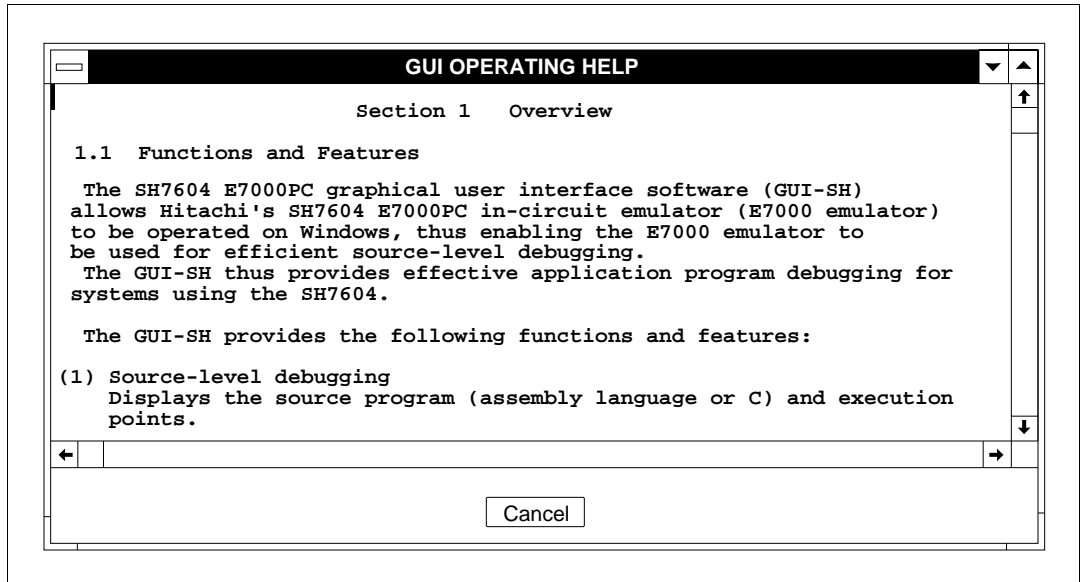 GUI OPERATING HELP
Section 1 Overview
1.1 Functions and Features
The SH7604 E7000PC graphical user interface software (GUI-SH)
allows Hitachi's SH7604 E7000PC in-circuit emulator (E7000 emulator)
to be operated on Windows, thus enabling the E7000 emulator to
be used for efficient source-level debugging.
The GUI-SH thus provides effective application program debugging for
systems using the SH7604.
The GUI-SH provides the following functions and features:
(1) Source-level debugging
Displays the source program (assembly language or C) and execution
points.
Cancel